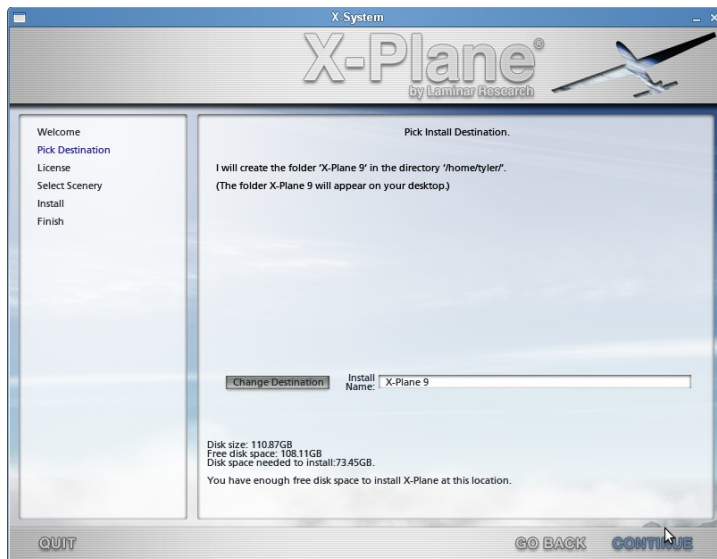 X-System
X-Plane®
by Laminar Research
Welcome
Pick Destination
License
Select Scenery
Install
Finish
Pick Install Destination.
I will create the folder 'X-Plane 9' in the directory '/home/tyler/'.
(The folder X-Plane 9 will appear on your desktop.)
Change Destination
Install
Name:
X-Plane 9
Disk size: 110.87GB
Free disk space: 108.11GB
Disk space needed to install:73.45GB.
You have enough free disk space to install X-Plane at this location.
QUIT
GO BACK
CONTINUE